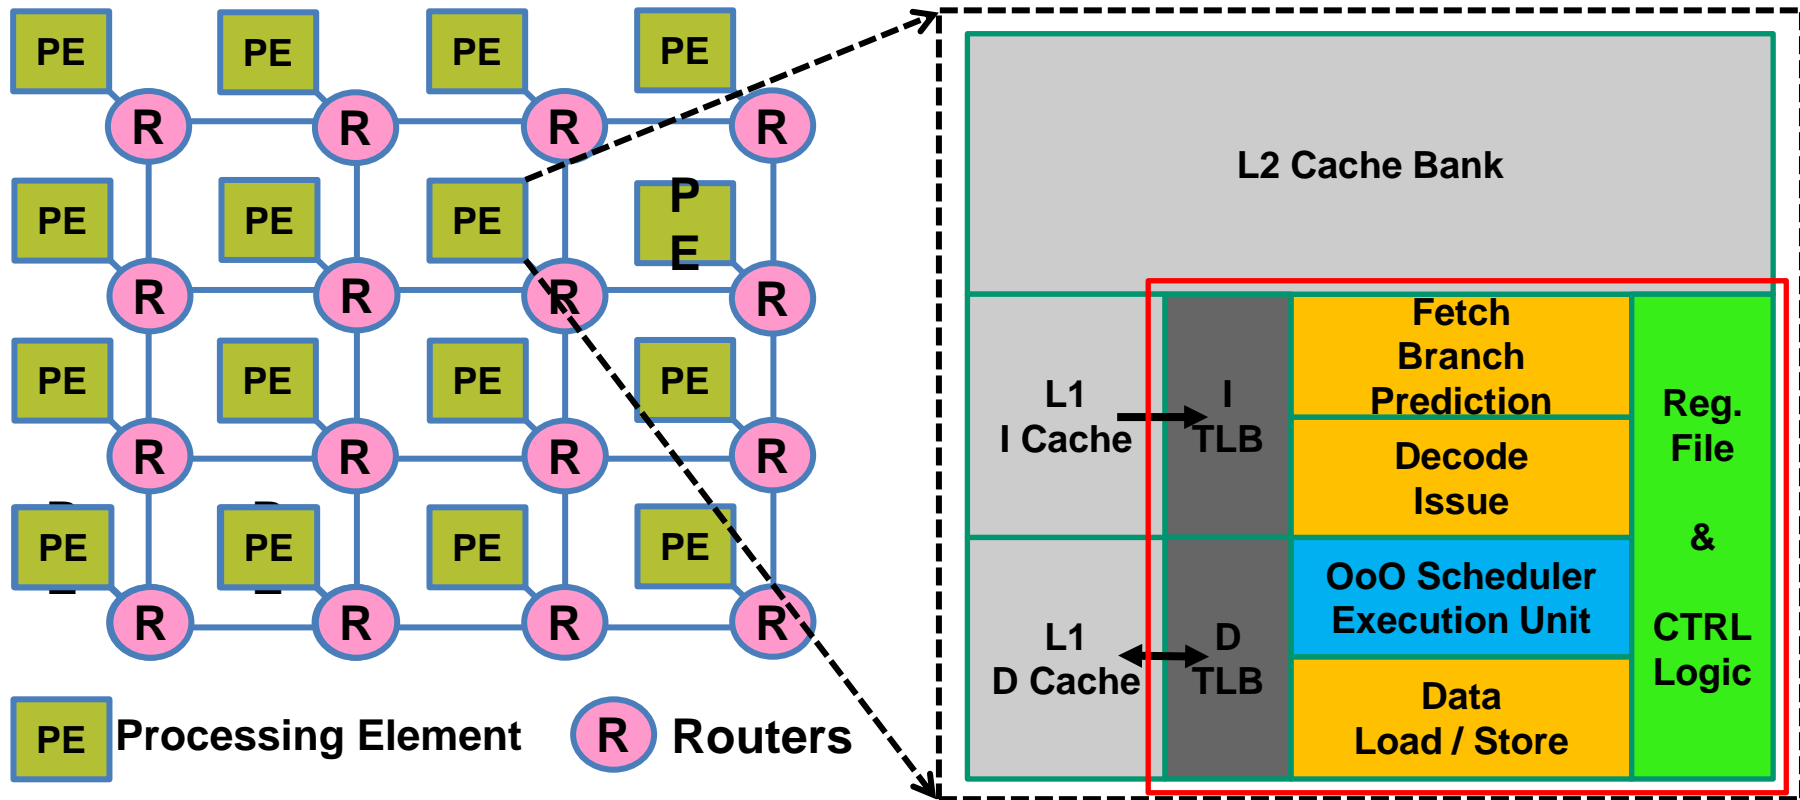 PE PE PE PE
R R R R
PE PE PE P
E
R R R R
PE PE PE PE
R R R R
PE PE PE PE
R R R R
PE Processing Element R Routers
L2 Cache Bank
L1
I Cache
I
TLB
Fetch
Branch
Prediction
Decode
Issue
Reg.
File
&
CTRL
Logic
L1
D Cache
D
TLB
OoO Scheduler
Execution Unit
Data
Load / Store